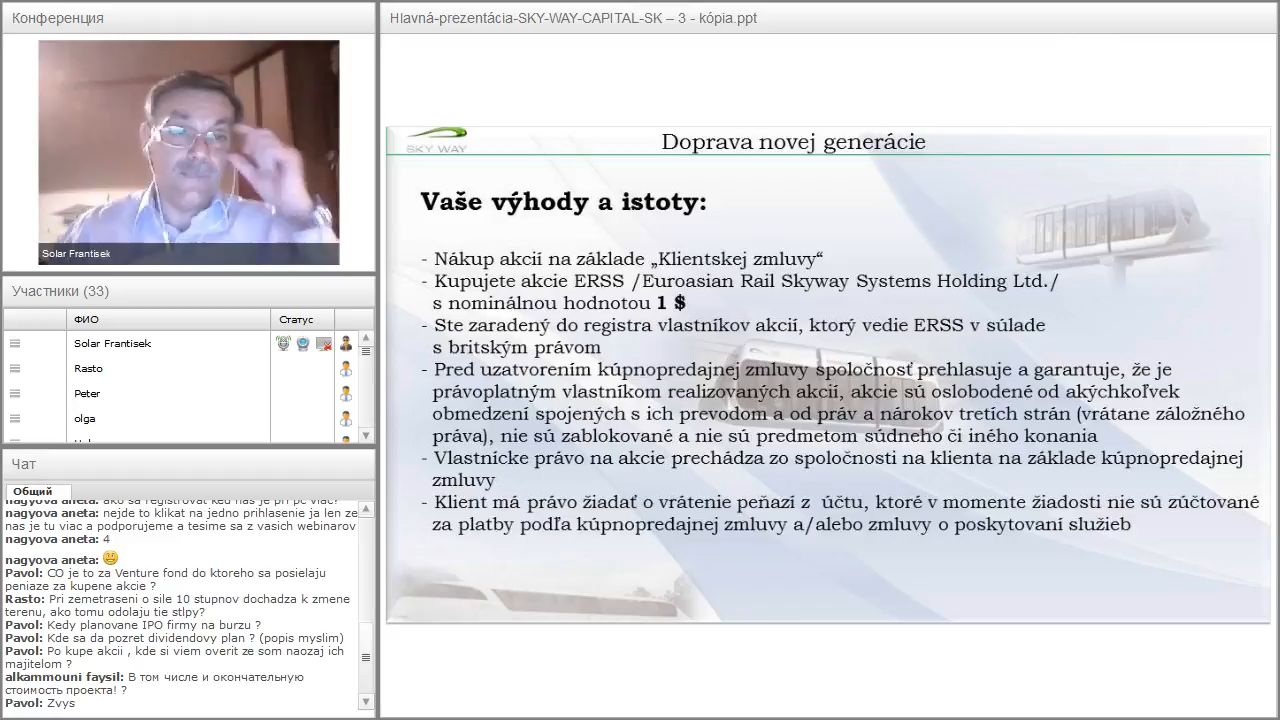 Конференция
Solar Frantisek
Участники (33)
ФИО
Статус
Solar Frantisek
Rasto
Peter
olga
Чат
Общий
nagyova aneta: ako sa registrovat ked nas je pri pc viac?
nagyova aneta: nejde to klikat na jedno prihlasenie ja len ze
nas je tu viac a podporujeme a tesime sa z vasich webinarov
nagyova aneta: 4
nagyova aneta:
Pavol: CO je to za Venture fond do ktoreho sa posielaju
peniaze za kupene akcie ?
Rasto: Pri zemetraseni o sile 10 stupnov dochadza k zmene
terenu, ako tomu odolaju tie stlpy?
Pavol: Kedy planovane IPO firmy na burzu ?
Pavol: Kde sa da pozret dividendovy plan ? (popis myslim)
Pavol: Po kupe akcii , kde si viem overit ze som naozaj ich
majitelom ?
alkammouni faysil: В том числе и окончательную
стоимость проекта! ?
Pavol: Zvys
Hlavná-prezentácia-SKY-WAY-CAPITAL-SK – 3 - kópia.ppt
SKY WAY
Doprava novej generácie
Vaše výhody a istoty:
- Nákup akcií na základe „Klientskej zmluvy“
- Kupujete akcie ERSS /Euroasian Rail Skyway Systems Holding Ltd./
s nominálnou hodnotou 1 $
- Ste zaradený do registra vlastníkov akcií, ktorý vedie ERSS v súlade
s britským právom
- Pred uzatvorením kúpnopredajnej zmluvy spoločnosť prehlasuje a garantuje, že je
právoplatným vlastníkom realizovaných akcií, akcie sú oslobodené od akýchkoľvek
obmedzení spojených s ich prevodom a od práv a nárokov tretích strán (vrátane záložného
práva), nie sú zablokované a nie sú predmetom súdneho či iného konania
- Vlastnícke právo na akcie prechádza zo spoločnosti na klienta na základe kúpnopredajnej
zmluvy
- Klient má právo žiadať o vrátenie peňazí z účtu, ktoré v momente žiadosti nie sú zúčtované
za platby podľa kúpnopredajnej zmluvy a/alebo zmluvy o poskytovaní služieb